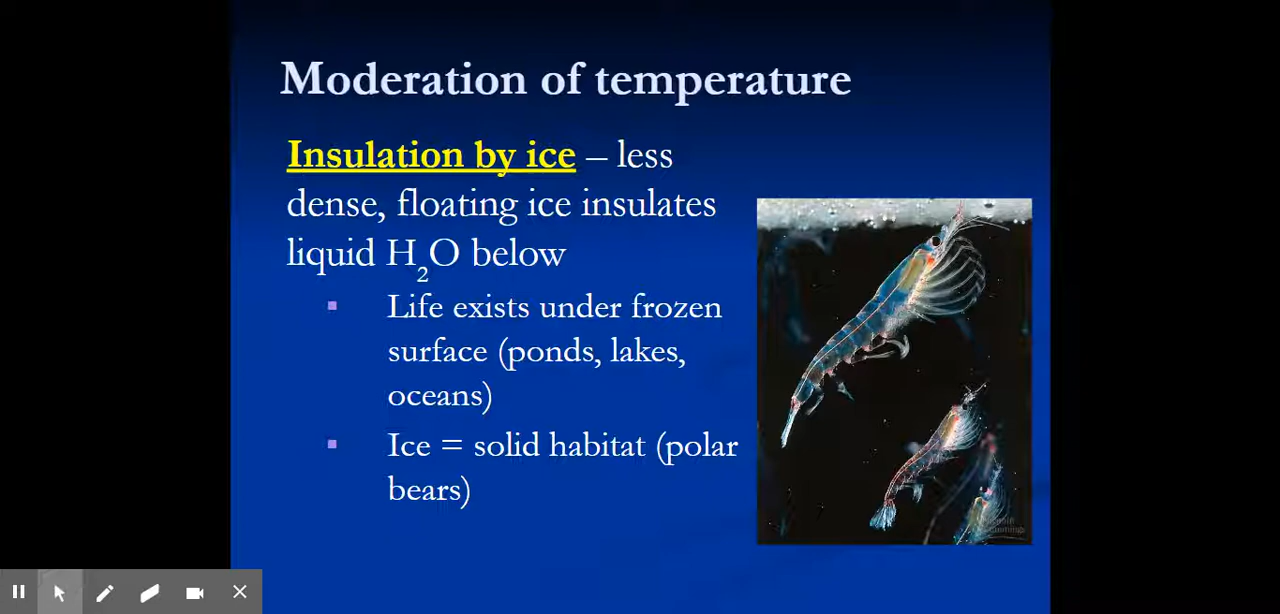 Moderation of temperature
Insulation by ice – less
dense, floating ice insulates
liquid H₂O below
▪ Life exists under frozen
surface (ponds, lakes,
oceans)
▪ Ice = solid habitat (polar
bears)